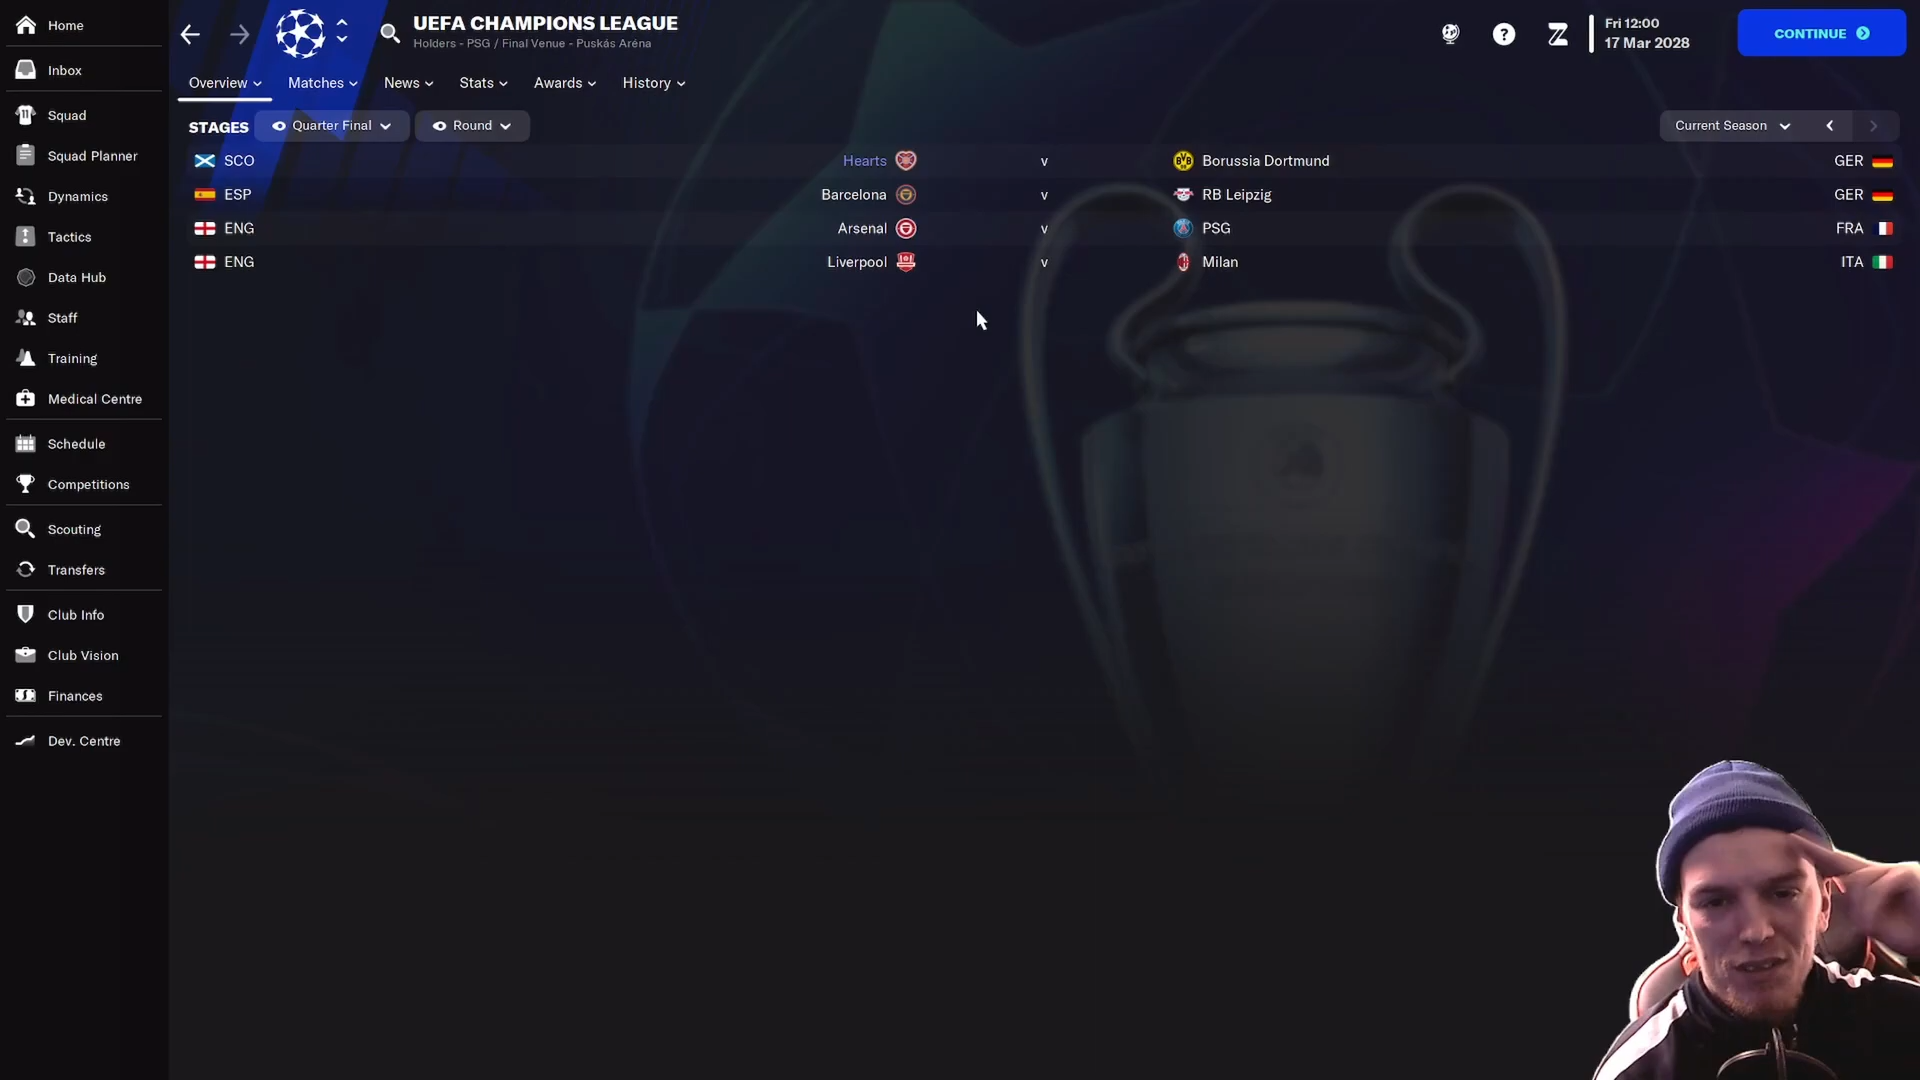 Home
Inbox
Squad
Squad Planner
Dynamics
Tactics
Data Hub
Staff
Training
Medical Centre
Schedule
Competitions
Scouting
Transfers
Club Info
Club Vision
Finances
Dev. Centre
UEFA CHAMPIONS LEAGUE
Holders - PSG / Final Venue - Puskás Aréna
Fri 12:00
17 Mar 2028
CONTINUE
Overview Matches News Stats Awards History
STAGES Quarter Final Round Current Season
SCO Hearts v Borussia Dortmund GER
ESP Barcelona v RB Leipzig GER
ENG Arsenal v PSG FRA
ENG Liverpool v Milan ITA